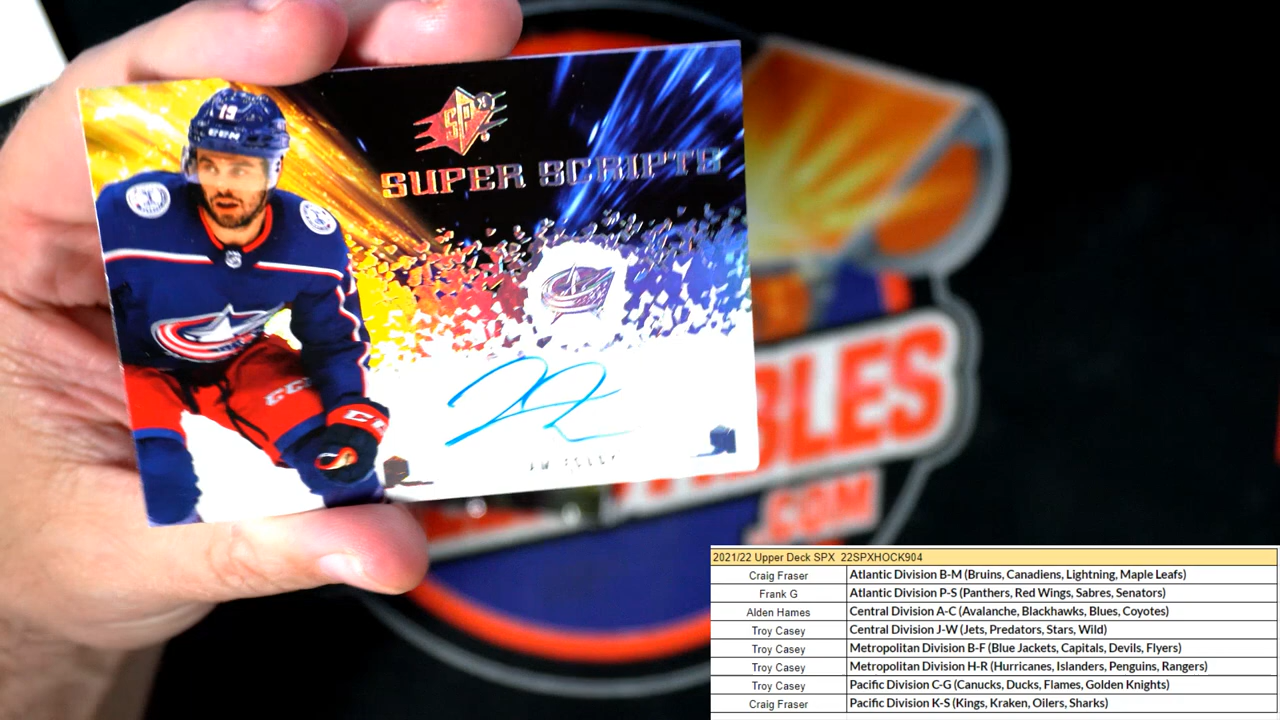 19
CCM
SPX
SUPER SCRIPTS
CCM
BLES
.COM
2021/22 Upper Deck SPX 22SPXHOCK904
Craig Fraser Atlantic Division B-M (Bruins, Canadiens, Lightning, Maple Leafs)
Frank G Atlantic Division P-S (Panthers, Red Wings, Sabres, Senators)
Alden Hames Central Division A-C (Avalanche, Blackhawks, Blues, Coyotes)
Troy Casey Central Division J-W (Jets, Predators, Stars, Wild)
Troy Casey Metropolitan Division B-F (Blue Jackets, Capitals, Devils, Flyers)
Troy Casey Metropolitan Division H-R (Hurricanes, Islanders, Penguins, Rangers)
Troy Casey Pacific Division C-G (Canucks, Ducks, Flames, Golden Knights)
Craig Fraser Pacific Division K-S (Kings, Kraken, Oilers, Sharks)